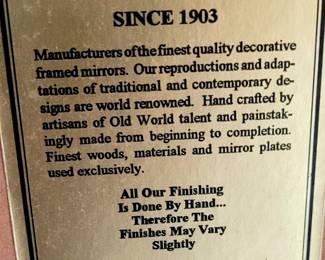 SINCE 1903
Manufacturers of the finest quality decorative
framed mirrors. Our reproductions and adap-
tations of traditional and contemporary de-
signs are world renowned. Hand crafted by
artisans of Old World talent and painstak-
ingly made from beginning to completion.
Finest woods, materials and mirror plates
used exclusively.
All Our Finishing
Is Done By Hand...
Therefore The
Finishes May Vary
Slightly